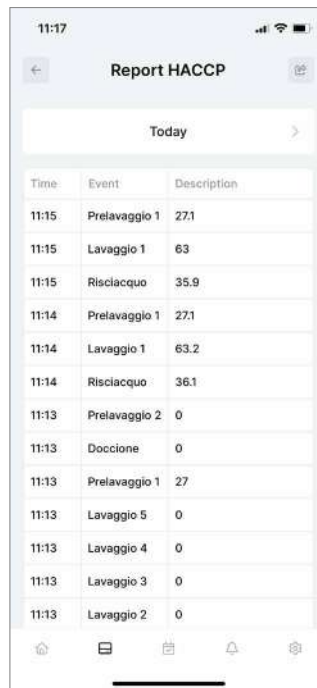 11:17
Report HACCP
Today
Time Event Description
11:15 Prelavaggio 1 27.1
11:15 Lavaggio 1 63
11:15 Risciacquo 35.9
11:14 Prelavaggio 1 27.1
11:14 Lavaggio 1 63.2
11:14 Risciacquo 36.1
11:13 Prelavaggio 2 0
11:13 Doccione 0
11:13 Prelavaggio 1 27
11:13 Lavaggio 5 0
11:13 Lavaggio 4 0
11:13 Lavaggio 3 0
11:13 Lavaggio 2 0